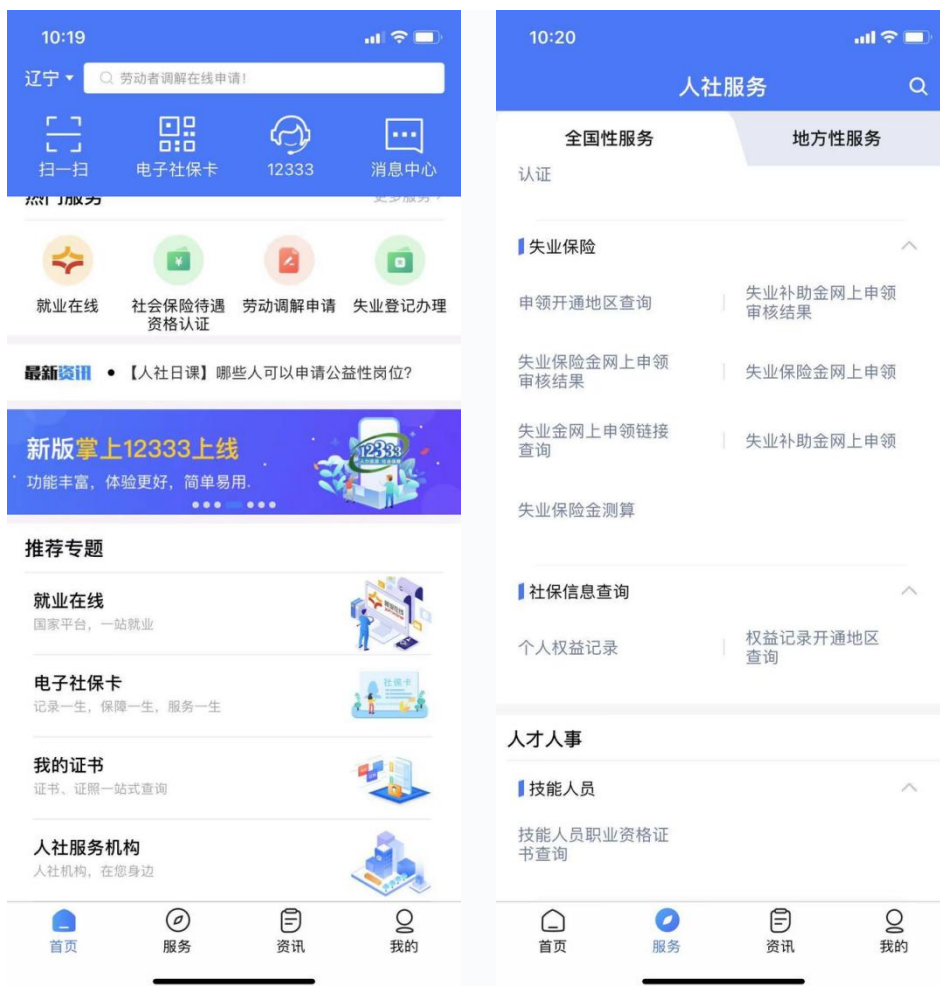 10:19
辽宁
劳动者调解在线申请!
扫一扫
电子社保卡
12333
消息中心
热门服务
更多服务
就业在线
社会保险待遇
资格认证
劳动调解申请
失业登记办理
最新资讯
【人社日课】哪些人可以申请公益性岗位?
新版掌上12333上线
功能丰富，体验更好，简单易用.
12333
推荐专题
就业在线
国家平台，一站就业
电子社保卡
记录一生，保障一生，服务一生
社保卡
我的证书
证书、证照一站式查询
人社服务机构
人社机构，在您身边
首页
服务
资讯
我的
10:20
人社服务
全国性服务
地方性服务
认证
失业保险
申领开通地区查询
失业补助金网上申领
审核结果
失业保险金网上申领
审核结果
失业保险金网上申领
失业金网上申领链接
查询
失业补助金网上申领
失业保险金测算
社保信息查询
个人权益记录
权益记录开通地区
查询
人才人事
技能人员
技能人员职业资格证
书查询
首页
服务
资讯
我的